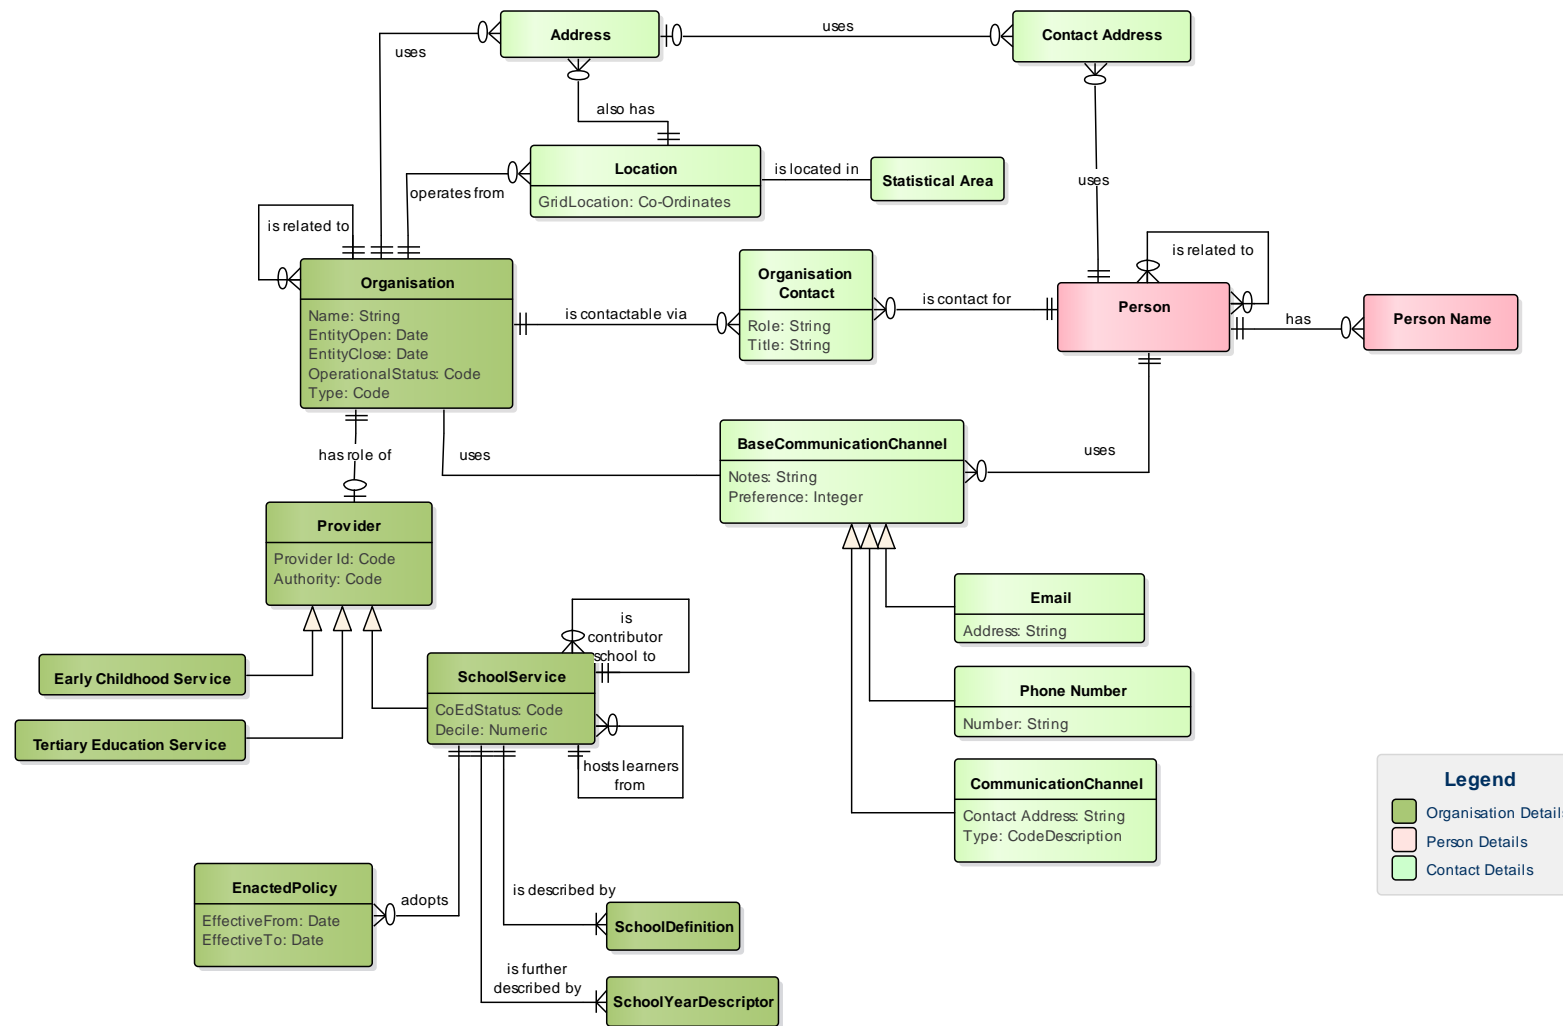 Address
uses
Contact Address
uses
also has
Location
GridLocation: Co-Ordinates
is located in
Statistical Area
operates from
uses
is related to
Organisation
Name: String
EntityOpen: Date
EntityClose: Date
OperationalStatus: Code
Type: Code
is contactable via
Organisation
Contact
Role: String
Title: String
is contact for
is related to
Person
has
Person Name
has role of
uses
BaseCommunicationChannel
Notes: String
Preference: Integer
uses
Provider
Provider Id: Code
Authority: Code
Email
Address: String
is
contributor
school to
Early Childhood Service
SchoolService
CoEdStatus: Code
Decile: Numeric
Phone Number
Number: String
Tertiary Education Service
hosts learners
from
CommunicationChannel
Contact Address: String
Type: CodeDescription
Legend
Organisation Details
Person Details
Contact Details
EnactedPolicy
EffectiveFrom: Date
EffectiveTo: Date
adopts
is described by
SchoolDefinition
is further
described by
SchoolYearDescriptor